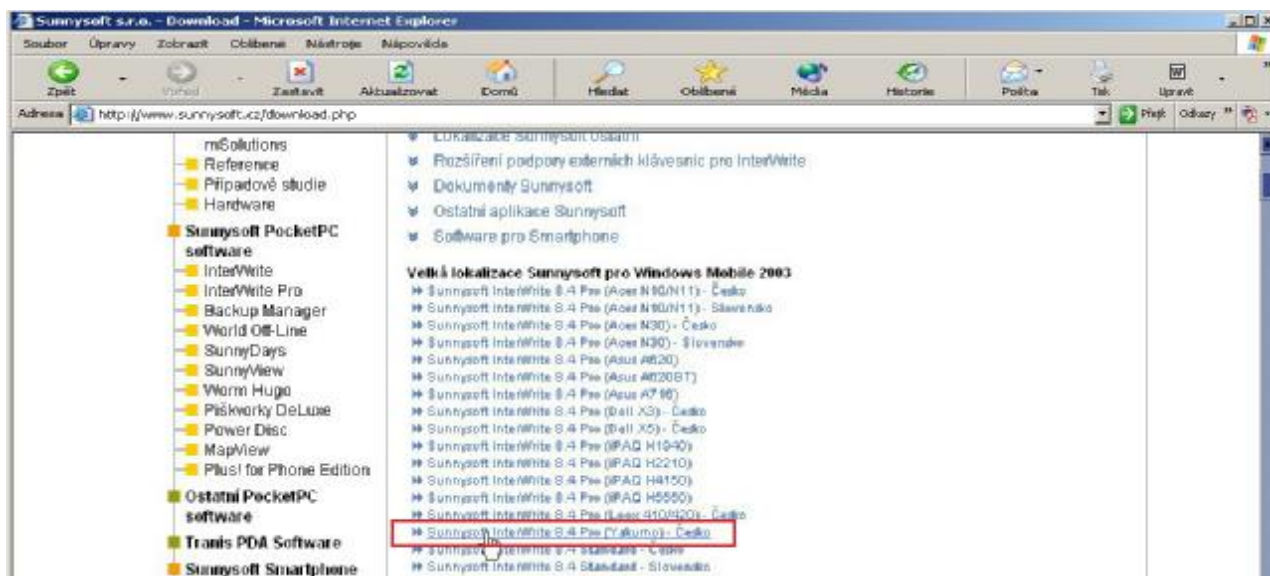 Sunnysoft s.r.o. - Download - Microsoft Internet Explorer
Soubor Úpravy Zobrazit Oblíbené Nástroje Nápověda
Zpět Vpřed Zastavit Aktualizovat Domů Hledat Oblíbené Média Historie Pošta Tisk Upravit
Adresa http://www.sunnysoft.cz/download.php Přejít Odkazy
mSolutions
Reference
Případové studie
Hardware
Sunnysoft PocketPC
software
InterWrite
InterWrite Pro
Backup Manager
World Off-Line
SunnyDays
SunnyView
Worm Hugo
Piškvorky DeLuxe
Power Disc
MapView
Plus! for Phone Edition
Ostatní PocketPC
software
Tranis PDA Software
Sunnysoft Smartphone
Lokalizace Sunnysoft ostatní
Rozšíření podpory externích klávesnic pro InterWrite
Dokumenty Sunnysoft
Ostatní aplikace Sunnysoft
Software pro Smartphone
Velká lokalizace Sunnysoft pro Windows Mobile 2003
Sunnysoft InterWrite 8.4 Pro (Acer N10/N11) - Česko
Sunnysoft InterWrite 8.4 Pro (Acer N10/N11) - Slovensko
Sunnysoft InterWrite 8.4 Pro (Acer N30) - Česko
Sunnysoft InterWrite 8.4 Pro (Acer N30) - Slovensko
Sunnysoft InterWrite 8.4 Pro (Asus A620)
Sunnysoft InterWrite 8.4 Pro (Asus A620BT)
Sunnysoft InterWrite 8.4 Pro (Asus A716)
Sunnysoft InterWrite 8.4 Pro (Dell X3) - Česko
Sunnysoft InterWrite 8.4 Pro (Dell X5) - Česko
Sunnysoft InterWrite 8.4 Pro (iPAQ H1940)
Sunnysoft InterWrite 8.4 Pro (iPAQ H2210)
Sunnysoft InterWrite 8.4 Pro (iPAQ H4150)
Sunnysoft InterWrite 8.4 Pro (iPAQ H5550)
Sunnysoft InterWrite 8.4 Pro 410/420) - Česko
Sunnysoft InterWrite 8.4 Pro (Yakumo) - Česko
Sunnysoft InterWrite 8.4 Standard - Česko
Sunnysoft InterWrite 8.4 Standard - Slovensko